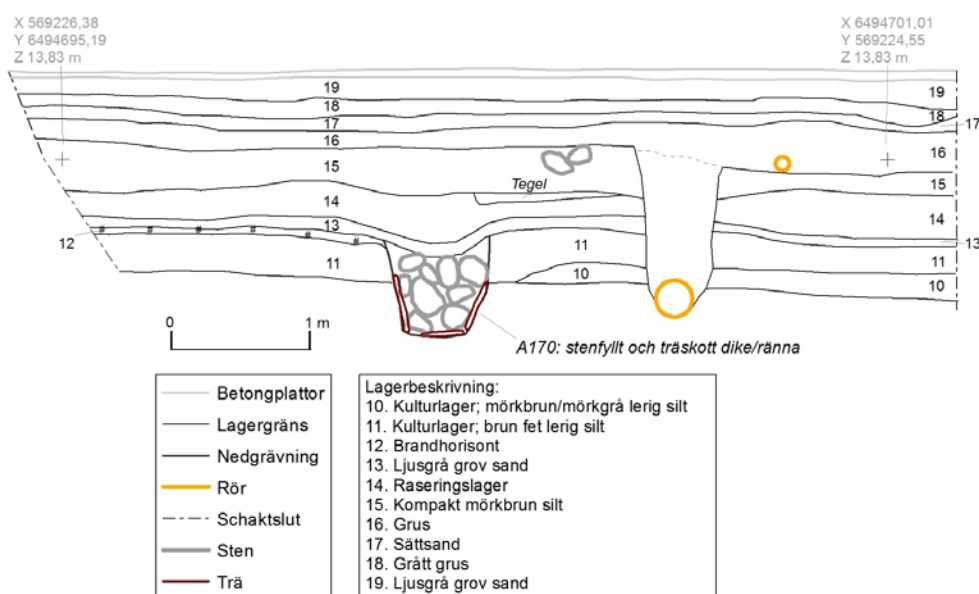 X 569226,38
Y 6494695,19
Z 13,83 m
X 6494701,01
Y 569224,55
Z 13,83 m
19
19
18
18
17
17
16
16
15
15
Tegel
14
14
13
13
12
11
11
11
10
10
0
1 m
A170: stenfyllt och träskott dike/ränna
Betongplattor
Lagergräns
Nedgrävning
Rör
Schaktslut
Sten
Trä
Lagerbeskrivning:
10. Kulturlager; mörkbrun/mörkgrå lerig silt
11. Kulturlager; brun fet lerig silt
12. Brandhorisont
13. Ljusgrå grov sand
14. Raseringslager
15. Kompakt mörkbrun silt
16. Grus
17. Sättsand
18. Grått grus
19. Ljusgrå grov sand